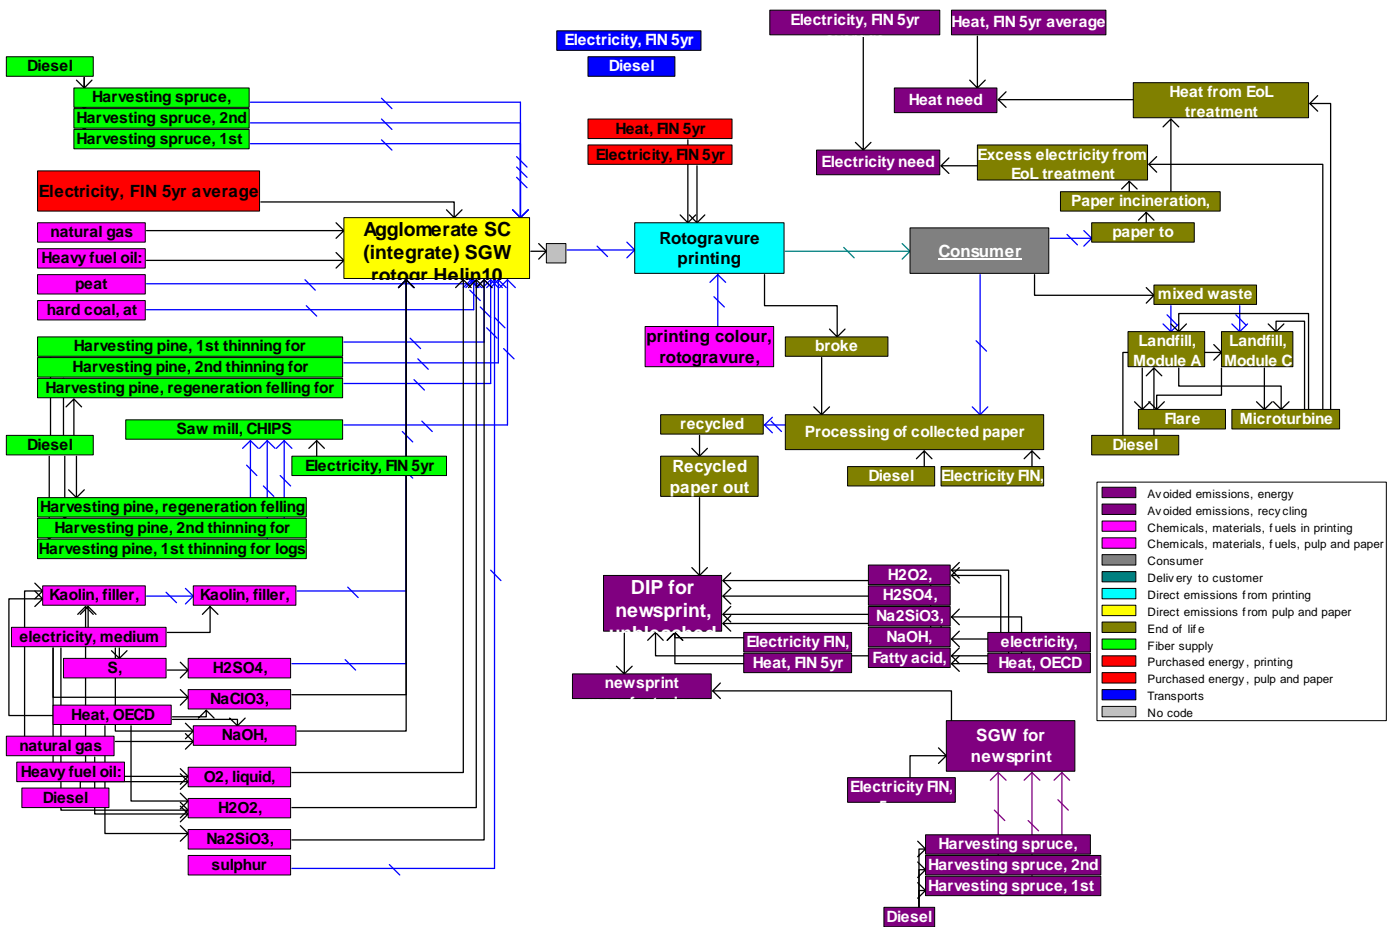 Electricity, FIN 5yr
Heat, FIN 5yr average
Electricity, FIN 5yr
Diesel
Diesel
Harvesting spruce,
Harvesting spruce, 2nd
Harvesting spruce, 1st
Heat need
Heat from EoL
treatment
Heat, FIN 5yr
Electricity, FIN 5yr
Electricity need
Excess electricity from
EoL treatment
Electricity, FIN 5yr average
Paper incineration,
paper to
natural gas
Heavy fuel oil:
peat
hard coal, at
Agglomerate SC
(integrate) SGW
rotogr Helip10
Rotogravure
printing
Consumer
mixed waste
printing colour,
rotogravure,
broke
Landfill,
Module A
Landfill,
Module C
Flare
Microturbine
Diesel
Harvesting pine, 1st thinning for
Harvesting pine, 2nd thinning for
Harvesting pine, regeneration felling for
Saw mill, CHIPS
Diesel
Electricity, FIN 5yr
recycled
Processing of collected paper
Recycled
paper out
Diesel
Electricity FIN,
Harvesting pine, regeneration felling
Harvesting pine, 2nd thinning for
Harvesting pine, 1st thinning for logs
Avoided emissions, energy
Avoided emissions, recycling
Chemicals, materials, fuels in printing
Chemicals, materials, fuels, pulp and paper
Consumer
Delivery to customer
Direct emissions from printing
Direct emissions from pulp and paper
End of life
Fiber supply
Purchased energy, printing
Purchased energy, pulp and paper
Transports
No code
Kaolin, filler,
Kaolin, filler,
electricity, medium
S,
H2SO4,
NaClO3,
Heat, OECD
NaOH,
natural gas
Heavy fuel oil:
O2, liquid,
Diesel
H2O2,
Na2SiO3,
sulphur
DIP for
newsprint,
H2O2,
H2SO4,
Na2SiO3,
NaOH,
Fatty acid,
Electricity FIN,
Heat, FIN 5yr
electricity,
Heat, OECD
newsprint
SGW for
newsprint
Electricity FIN,
Harvesting spruce,
Harvesting spruce, 2nd
Harvesting spruce, 1st
Diesel